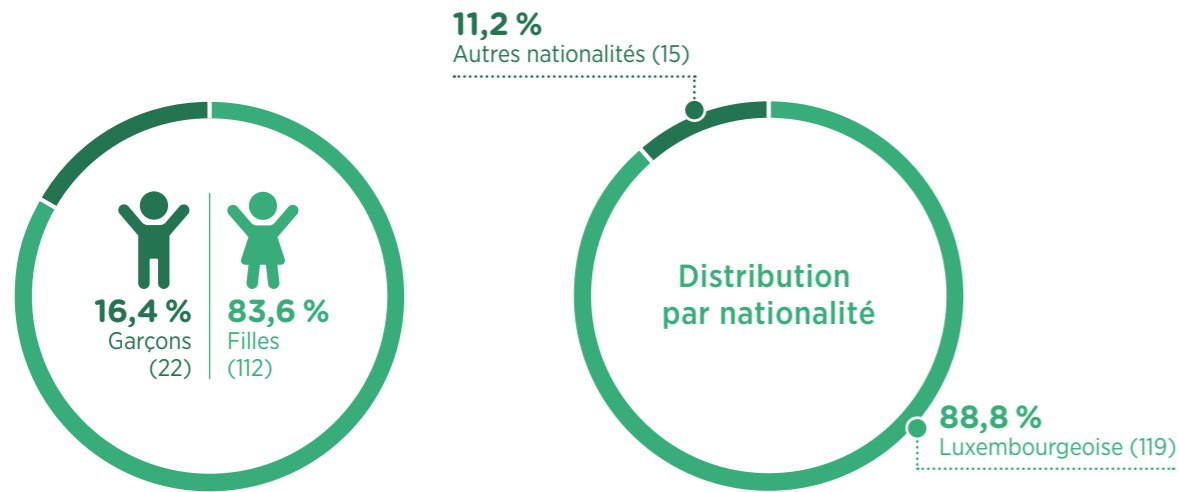 11,2 %
Autres nationalités (15)
16,4 %
Garçons
(22)
83,6 %
Filles
(112)
Distribution
par nationalité
88,8 %
Luxembourgeoise (119)